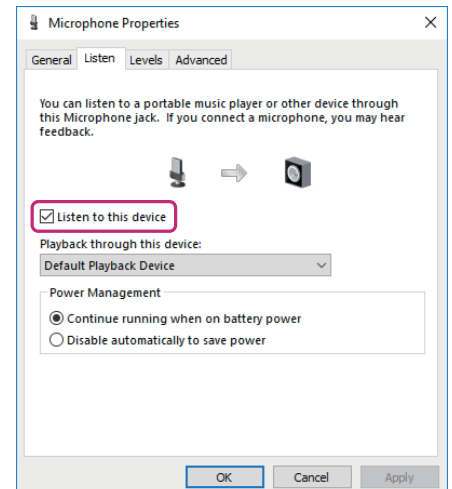 Microphone Properties
General Listen Levels Advanced
You can listen to a portable music player or other device through
this Microphone jack. If you connect a microphone, you may hear
feedback.
Listen to this device
Playback through this device:
Default Playback Device
Power Management
Continue running when on battery power
Disable automatically to save power
OK Cancel Apply